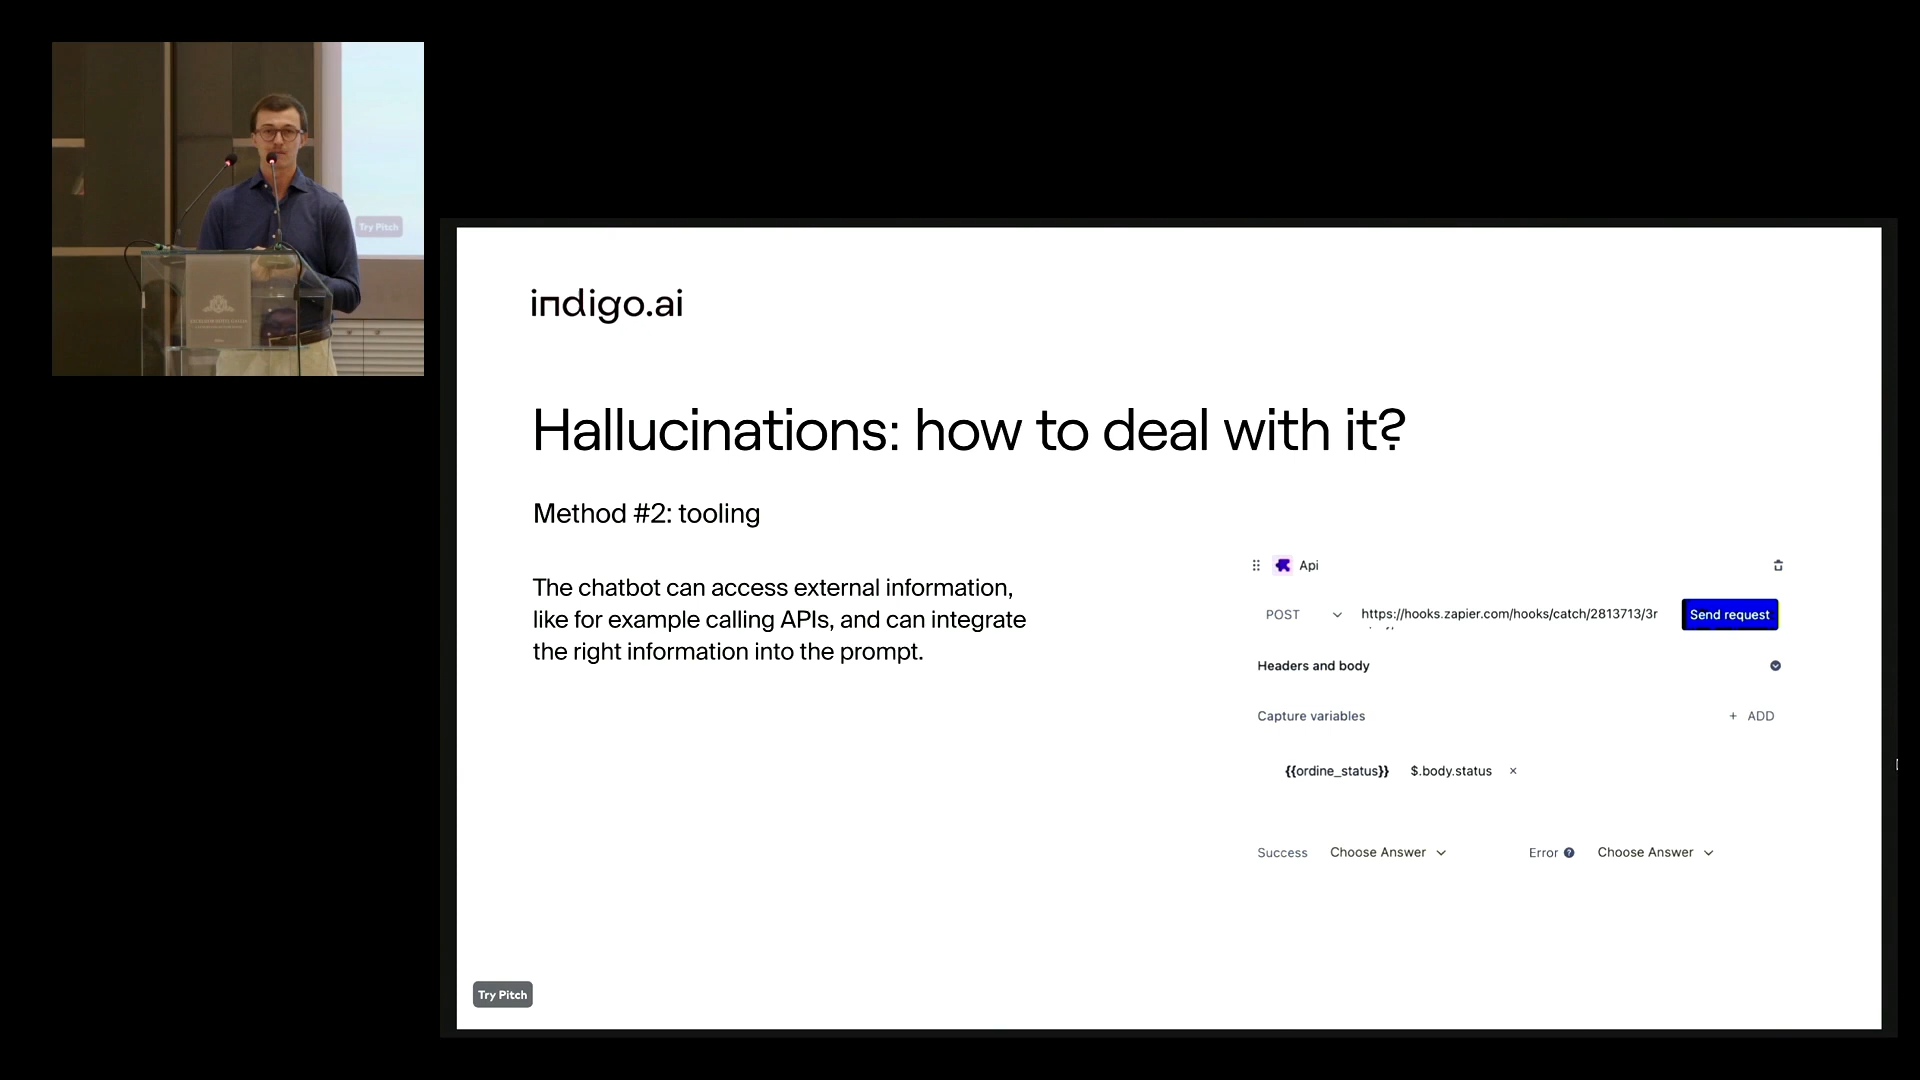 Try Pitch
indigo.ai
Hallucinations: how to deal with it?
Method #2: tooling
The chatbot can access external information,
like for example calling APIs, and can integrate
the right information into the prompt.
Api
POST https://hooks.zapier.com/hooks/catch/2813713/3r Send request
Headers and body
Capture variables + ADD
{{ordine_status}} $.body.status ×
Success Choose Answer Error ? Choose Answer
Try Pitch